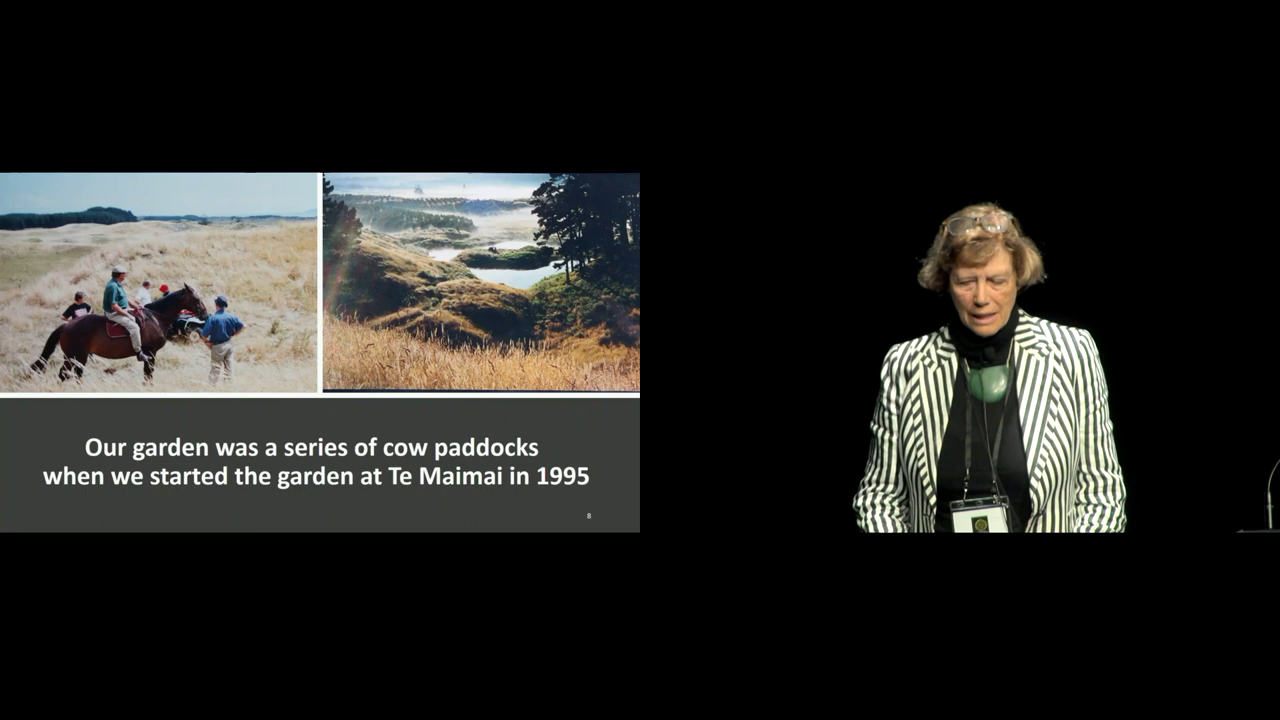 Our garden was a series of cow paddocks
when we started the garden at Te Maimai in 1995
8